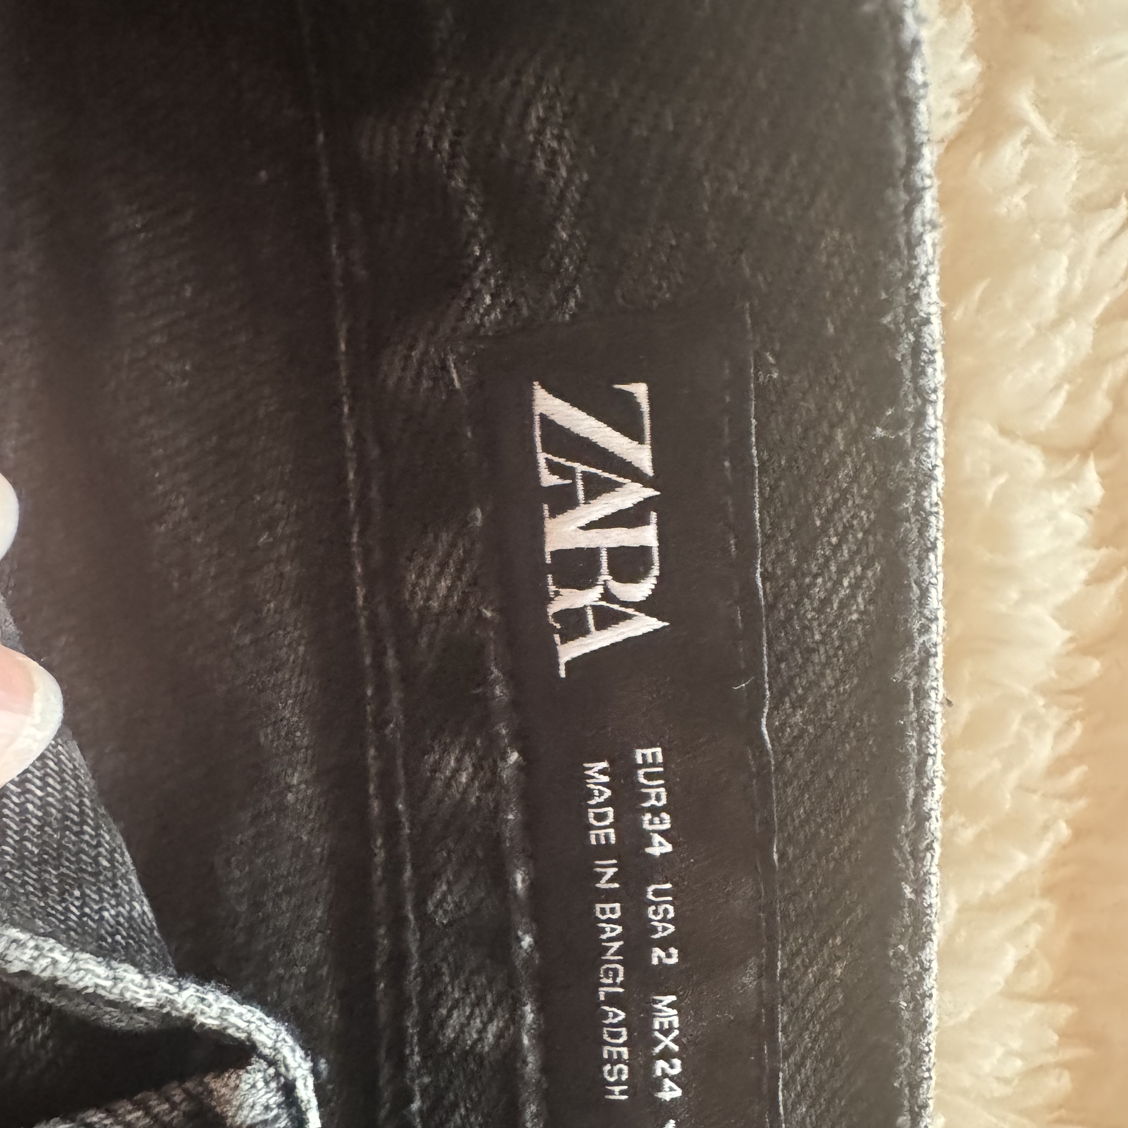 ZARA
EUR 34 USA 2 MEX 24
MADE IN BANGLADESH